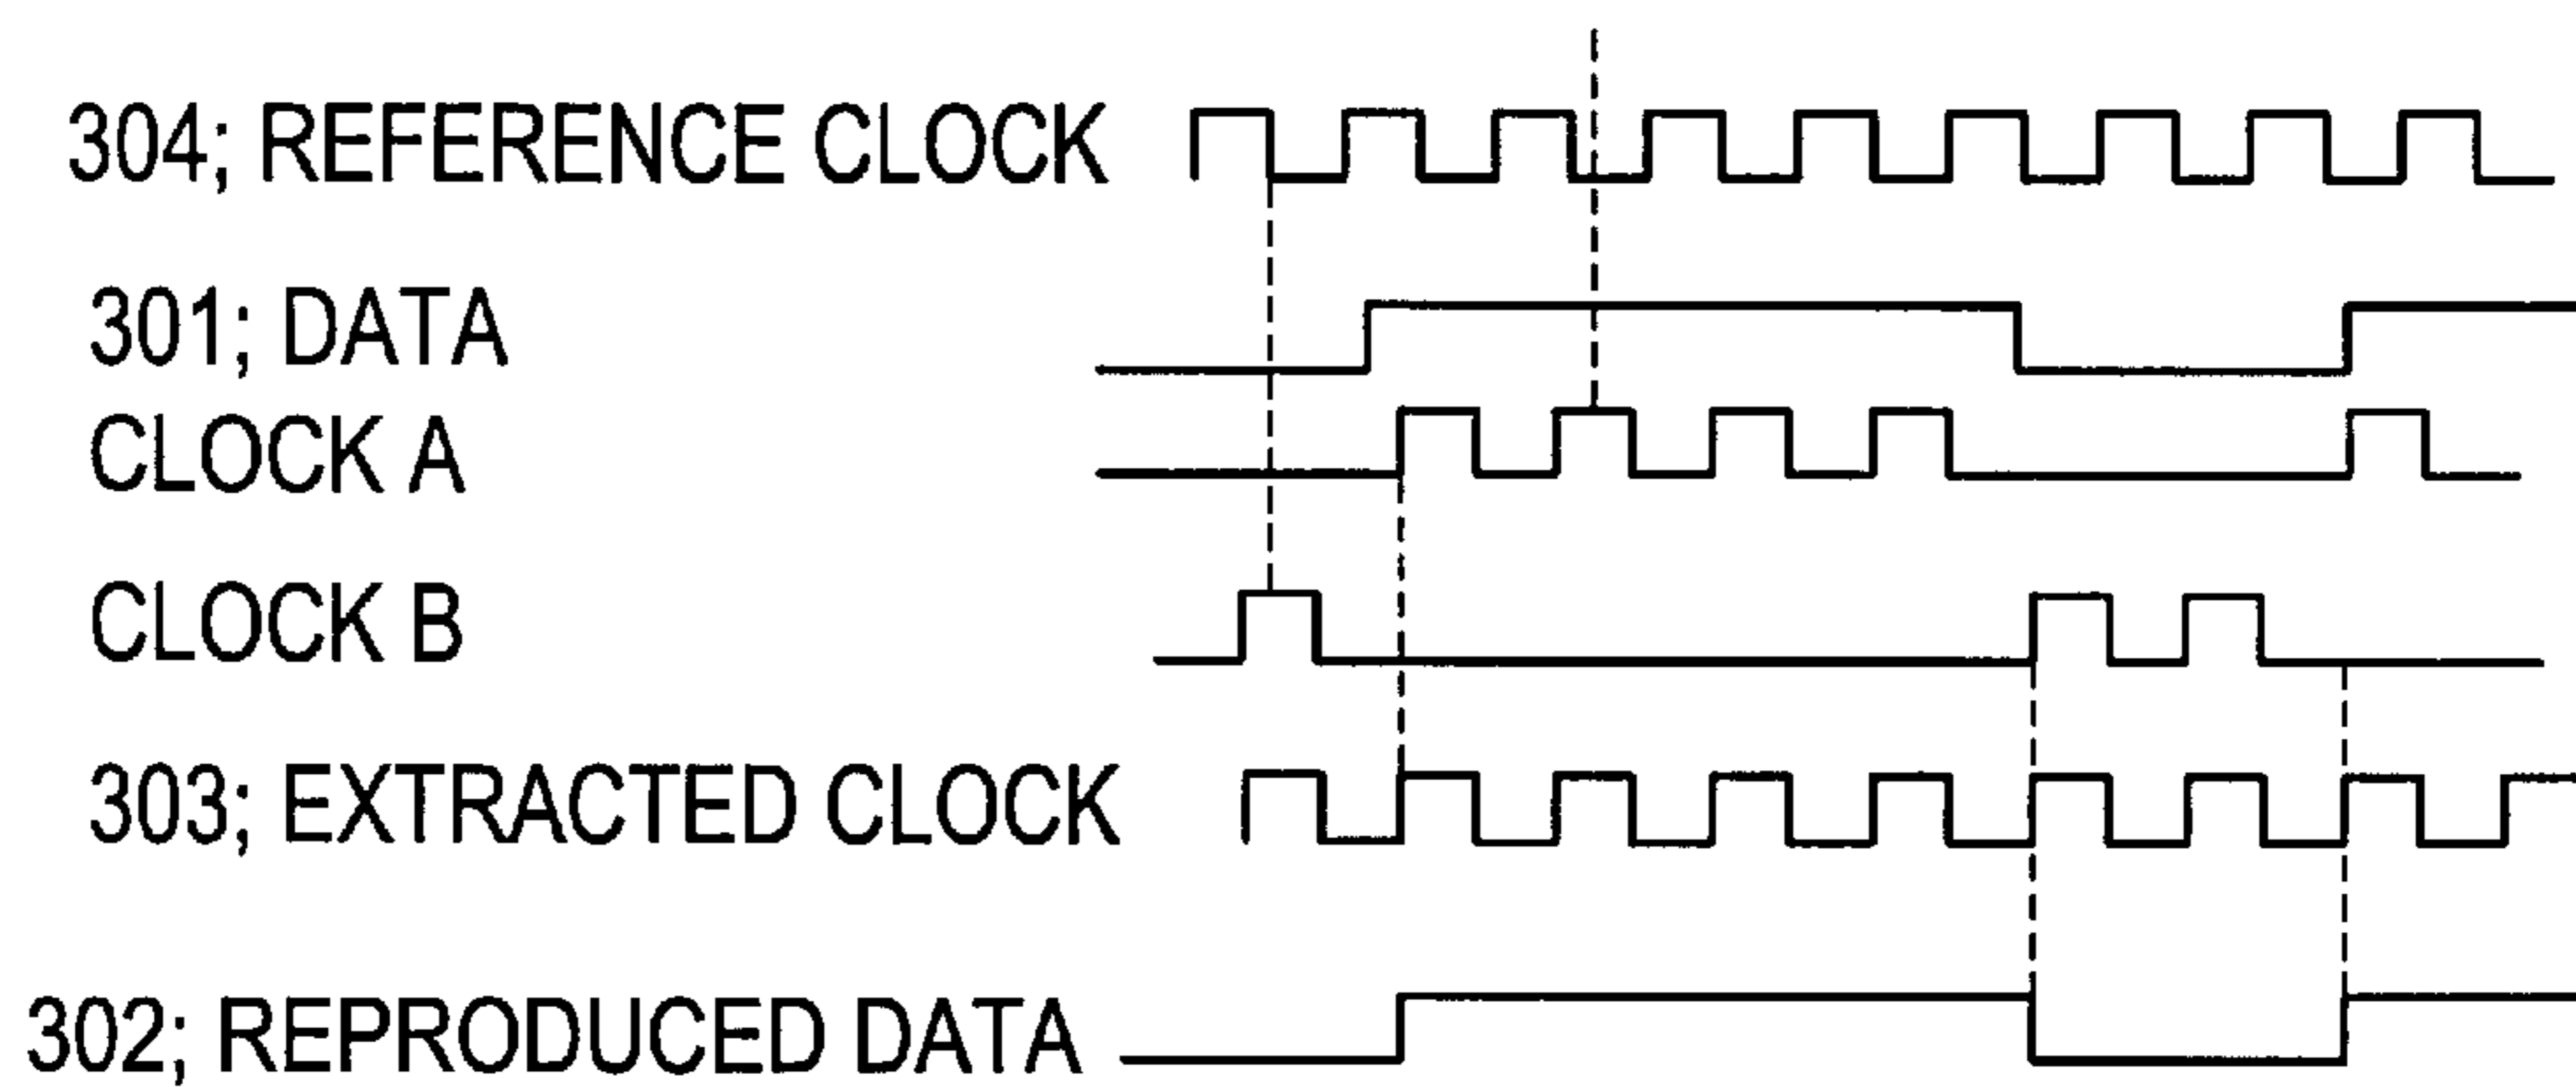 304; REFERENCE CLOCK
301; DATA
CLOCK A
CLOCK B
303; EXTRACTED CLOCK
302; REPRODUCED DATA